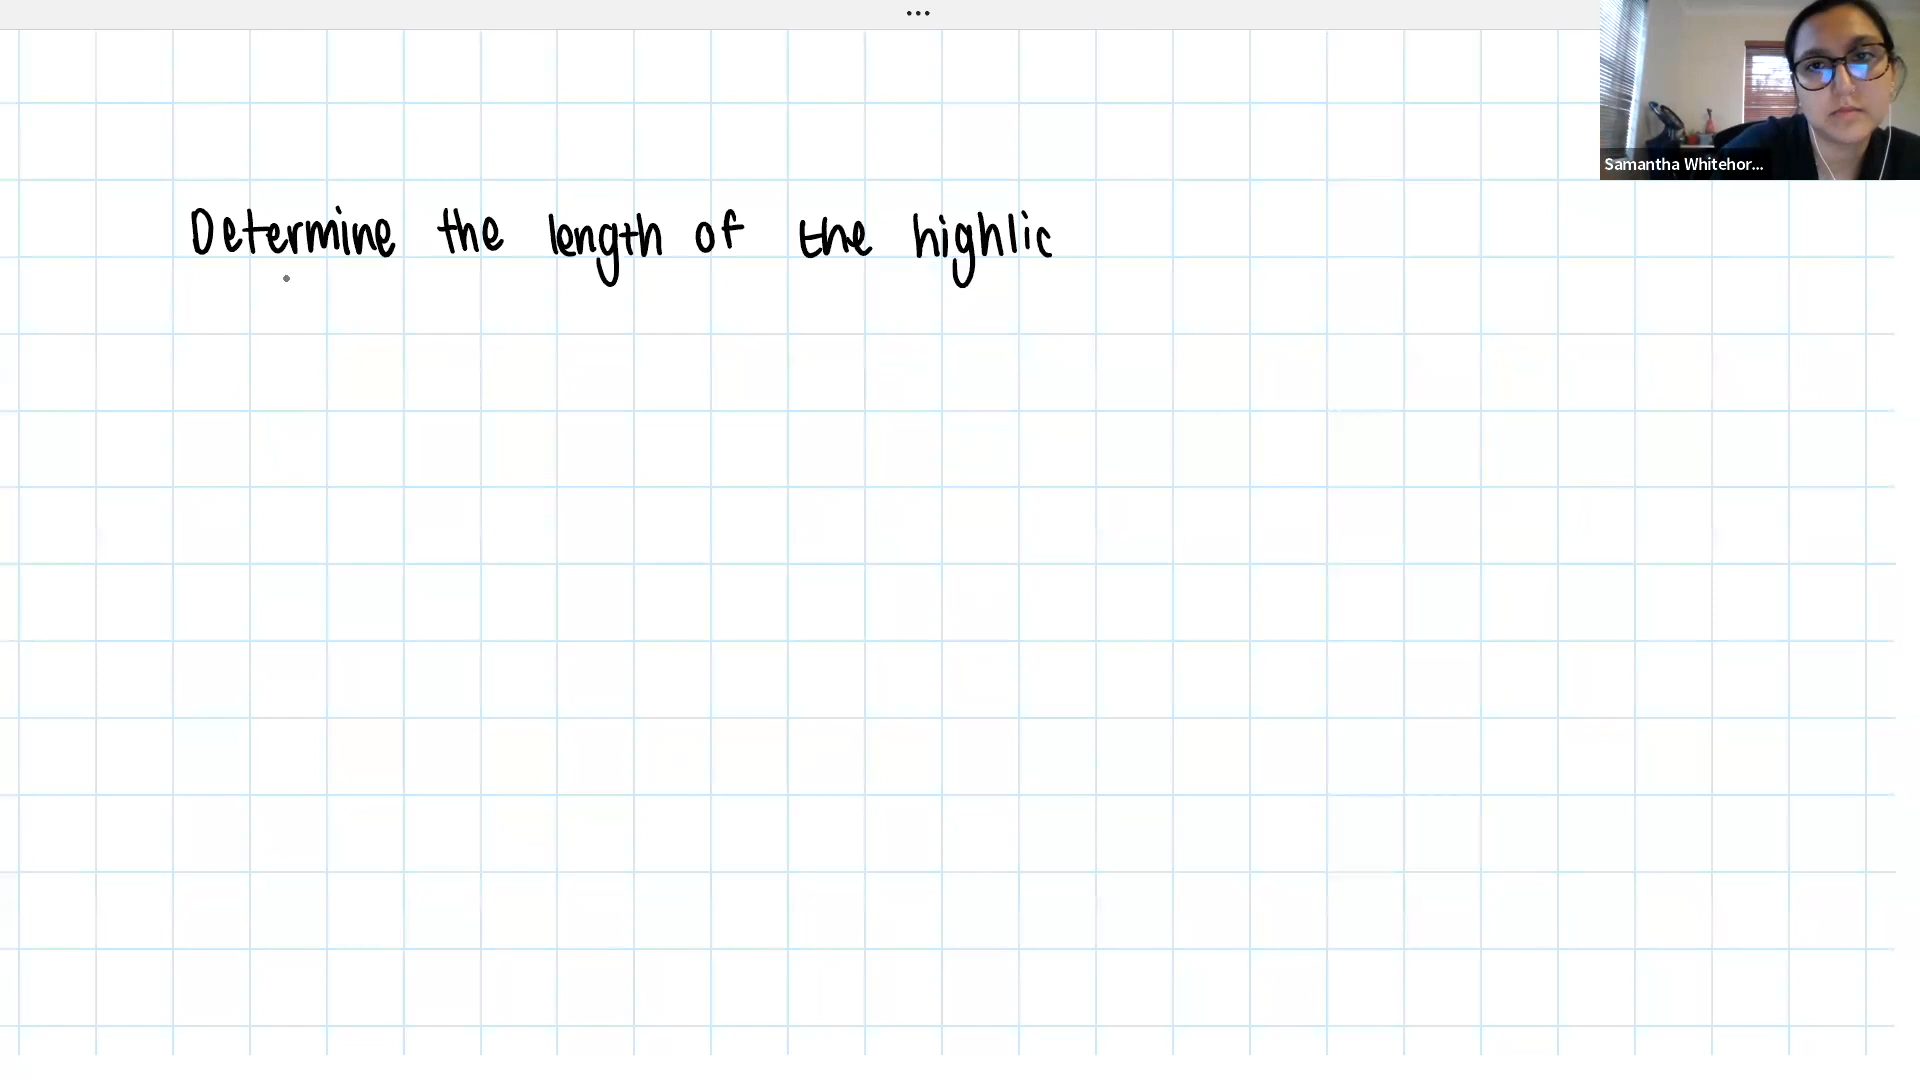 Determine the length of the highlic
Samantha Whitehor...